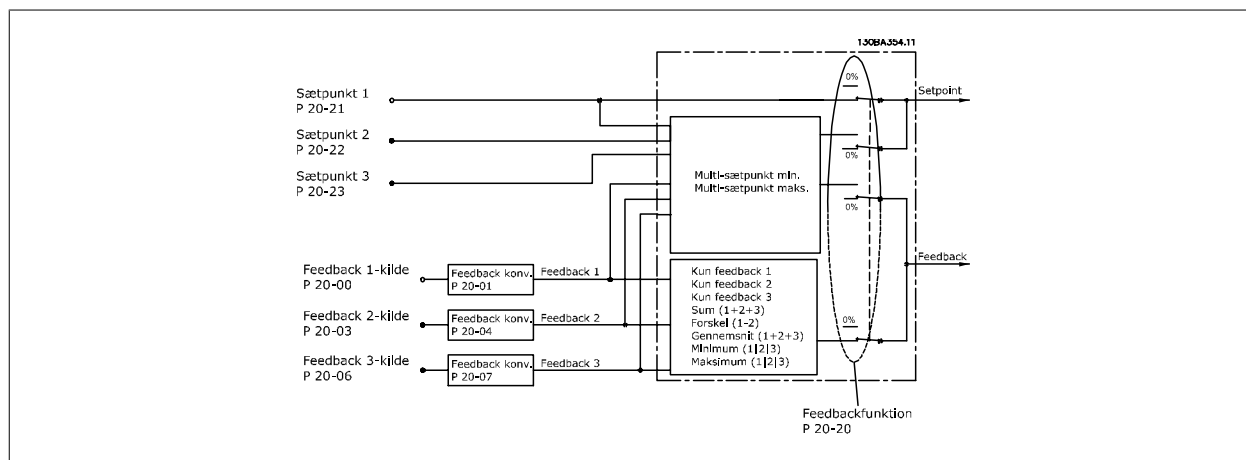 130BA354.11
Sætpunkt 1
P 20-21
Sætpunkt 2
P 20-22
Sætpunkt 3
P 20-23
0%
Setpoint
0%
Multi-sætpunkt min.
Multi-sætpunkt maks.
0%
Feedback 1-kilde
P 20-00
Feedback konv.
P 20-01
Feedback 1
Feedback 2-kilde
P 20-03
Feedback konv.
P 20-04
Feedback 2
Feedback 3-kilde
P 20-06
Feedback konv.
P 20-07
Feedback 3
Kun feedback 1
Kun feedback 2
Kun feedback 3
Sum (1+2+3)
Forskel (1-2)
Gennemsnit (1+2+3)
Minimum (1|2|3)
Maksimum (1|2|3)
0%
Feedback
Feedbackfunktion
P 20-20